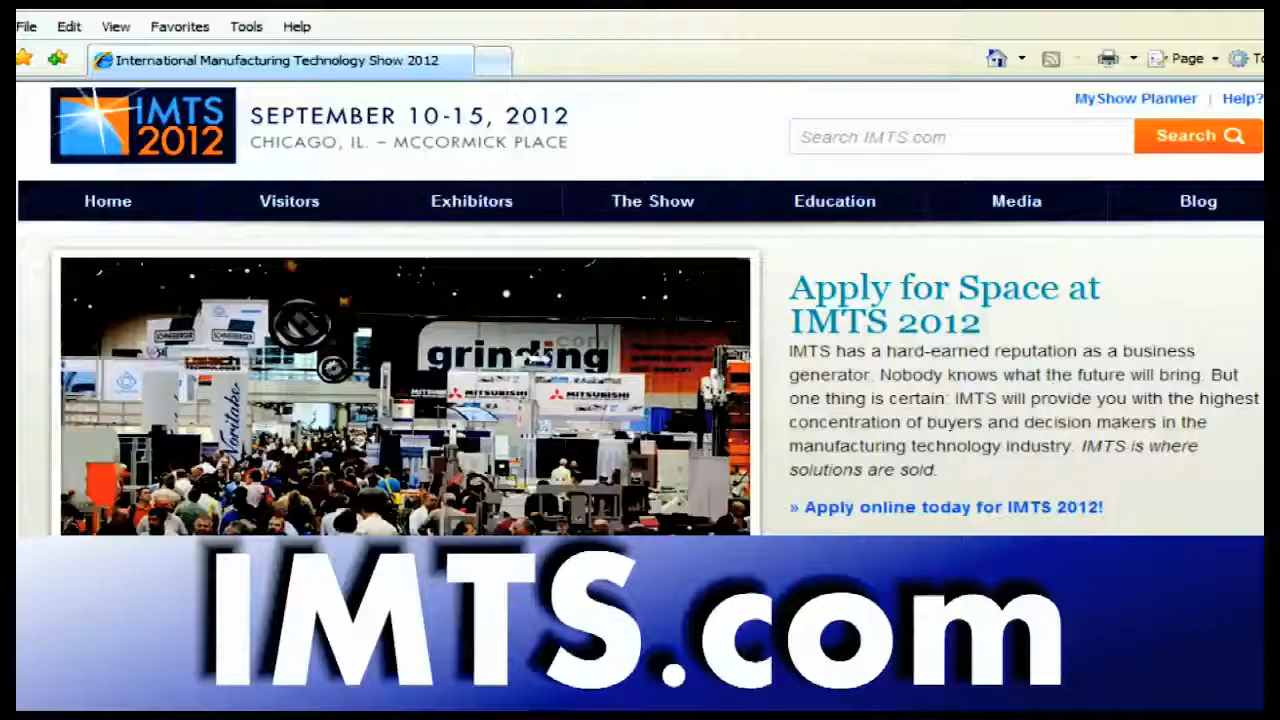 File Edit View Favorites Tools Help
International Manufacturing Technology Show 2012
Page
IMTS
2012
SEPTEMBER 10-15, 2012
CHICAGO, IL. – MCCORMICK PLACE
MyShow Planner | Help?
Search IMTS.com
Search
Home Visitors Exhibitors The Show Education Media Blog
grinding
.com
MITSUBISHI MITSUBISHI
Apply for Space at
IMTS 2012
IMTS has a hard-earned reputation as a business
generator. Nobody knows what the future will bring. But
one thing is certain: IMTS will provide you with the highest
concentration of buyers and decision makers in the
manufacturing technology industry. IMTS is where
solutions are sold.
» Apply online today for IMTS 2012!
IMTS.com